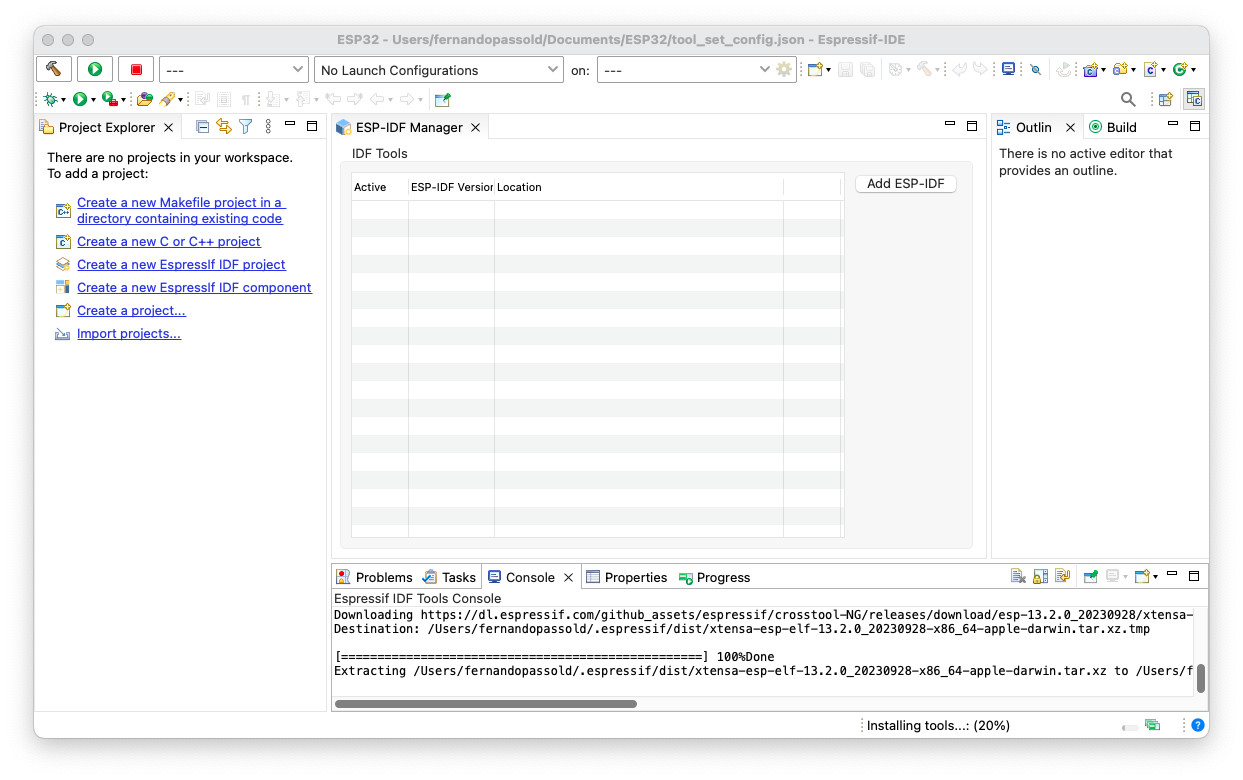 ESP32 - Users/fernandopassold/Documents/ESP32/tool_set_config.json - Espressif-IDE
---
No Launch Configurations
on:
---
Project Explorer
ESP-IDF Manager
Outlin
Build
There are no projects in your workspace.
To add a project:
Create a new Makefile project in a
directory containing existing code
Create a new C or C++ project
Create a new EspressIf IDF project
Create a new EspressIf IDF component
Create a project...
Import projects...
IDF Tools
Active
ESP-IDF Version
Location
Add ESP-IDF
There is no active editor that
provides an outline.
Problems
Tasks
Console
Properties
Progress
Espressif IDF Tools Console
Downloading https://dl.espressif.com/github_assets/espressif/crosstool-NG/releases/download/esp-13.2.0_20230928/xtensa-
Destination: /Users/fernandopassold/.espressif/dist/xtensa-esp-elf-13.2.0_20230928-x86_64-apple-darwin.tar.xz.tmp
[==================================================] 100%Done
Extracting /Users/fernandopassold/.espressif/dist/xtensa-esp-elf-13.2.0_20230928-x86_64-apple-darwin.tar.xz to /Users/f
Installing tools...: (20%)